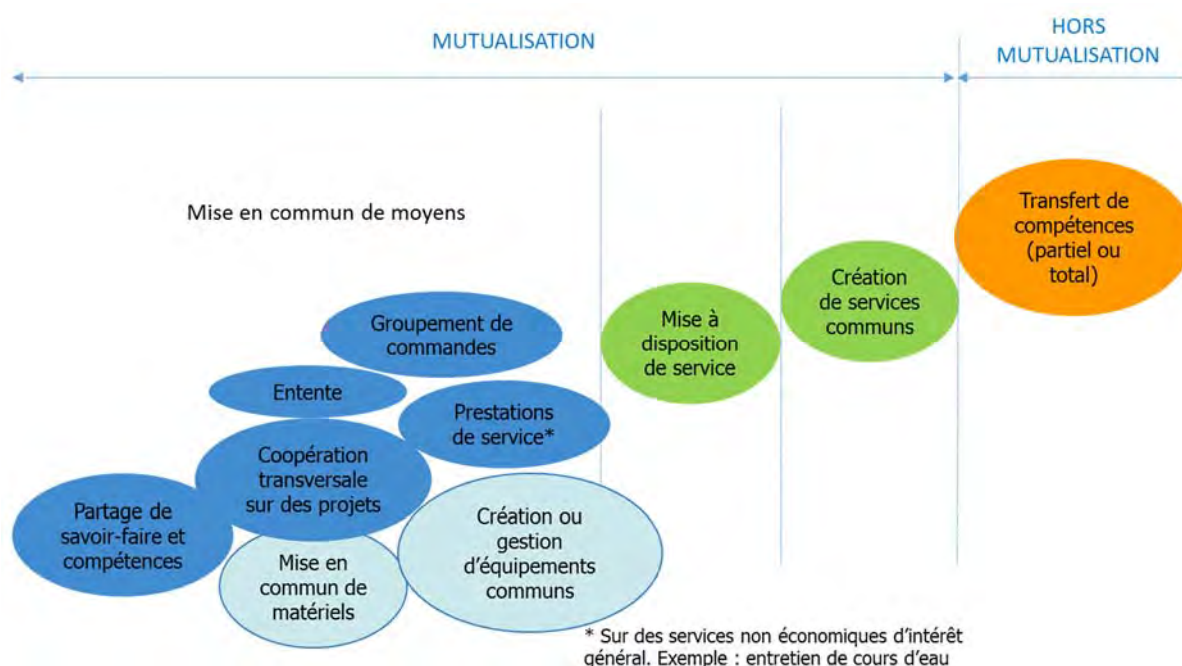 MUTUALISATION
HORS
MUTUALISATION
Mise en commun de moyens
Transfert de
compétences
(partiel ou
total)
Création
de services
communs
Mise à
disposition
de service
Groupement de
commandes
Entente
Prestations
de service*
Coopération
transversale
sur des projets
Partage de
savoir-faire et
compétences
Création ou
gestion
d'équipements
communs
Mise en
commun de
matériels
* Sur des services non économiques d'intérêt
général. Exemple : entretien de cours d'eau